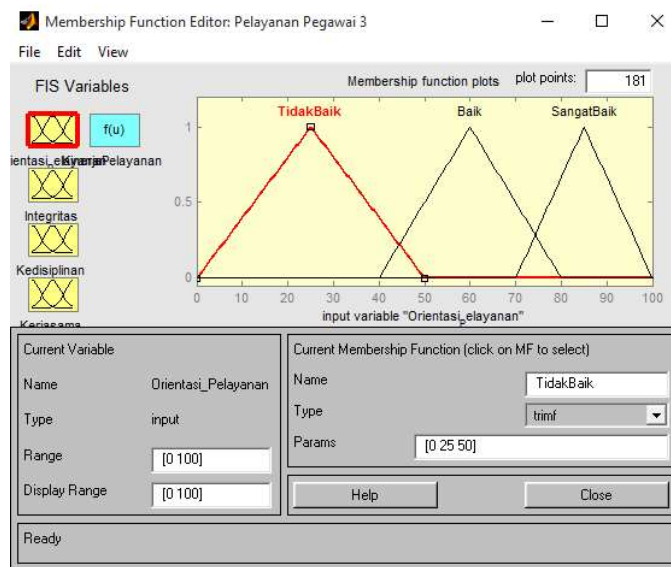 Membership Function Editor: Pelayanan Pegawai 3
File Edit View
FIS Variables
Membership function plots plot points: 181
f(u)
Integritas
Kedisiplinan
Kerjasama
TidakBaik Baik SangatBaik
1
0.5
0
0 10 20 30 40 50 60 70 80 90 100
input variable "Orientasi_pelayanan"
Current Variable
Name Orientasi_Pelayanan
Type input
Range [0 100]
Display Range [0 100]
Current Membership Function (click on MF to select)
Name TidakBaik
Type trimf
Params [0 25 50]
Help Close
Ready